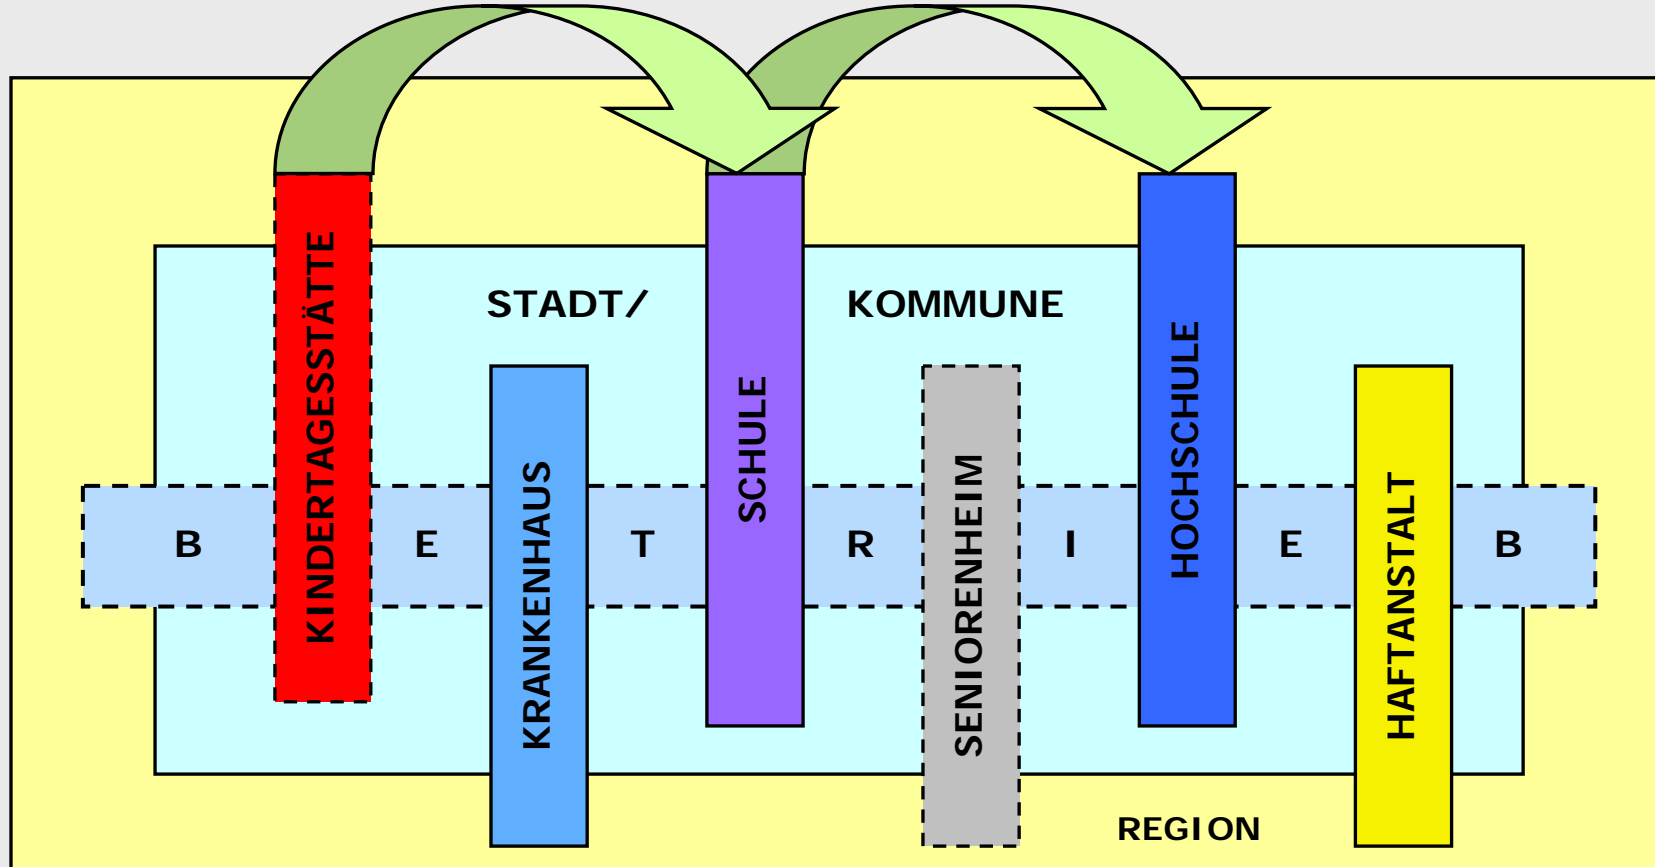 STADT/ KOMMUNE
KINDERTAGESSTÄTTE
KRANKENHAUS
SCHULE
SENIORENHEIM
HOCHSCHULE
HAFTANSTALT
B E T R I E B
REGION